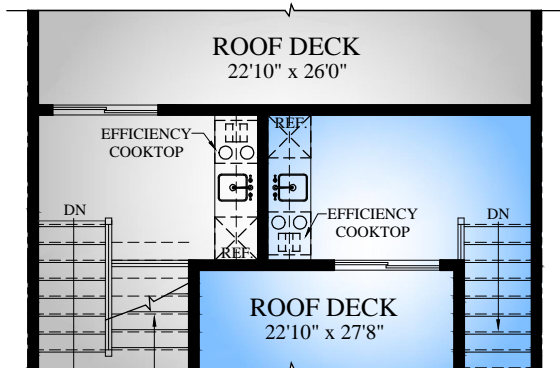 ROOF DECK
22'10" x 26'0"
REF.
EFFICIENCY
COOKTOP
DN
EFFICIENCY
COOKTOP
DN
REF.
ROOF DECK
22'10" x 27'8"